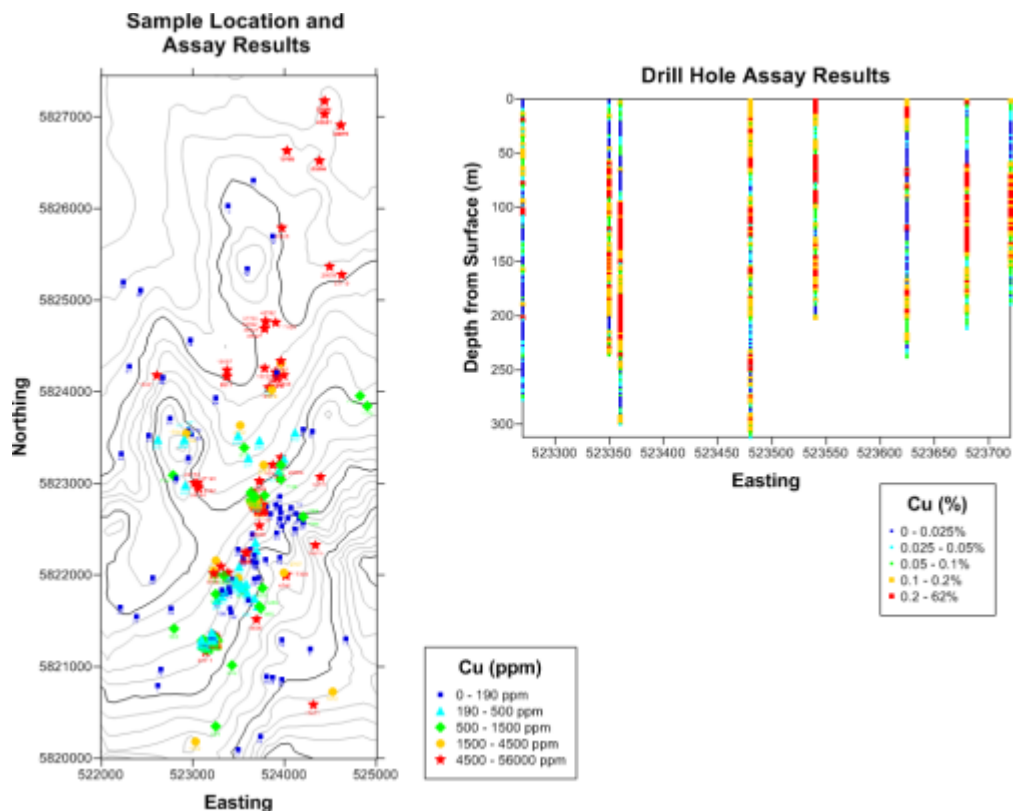 Sample Location and
Assay Results
5827000
5826000
5825000
5824000
5823000
5822000
5821000
5820000
522000 523000 524000 525000
Northing
Easting
Cu (ppm)
0 - 190 ppm
190 - 500 ppm
500 - 1500 ppm
1500 - 4500 ppm
4500 - 56000 ppm
Drill Hole Assay Results
0
50
100
150
200
250
300
Depth from Surface (m)
523300 523350 523400 523450 523500 523550 523600 523650 523700
Easting
Cu (%)
0 - 0.025%
0.025 - 0.05%
0.05 - 0.1%
0.1 - 0.2%
0.2 - 62%